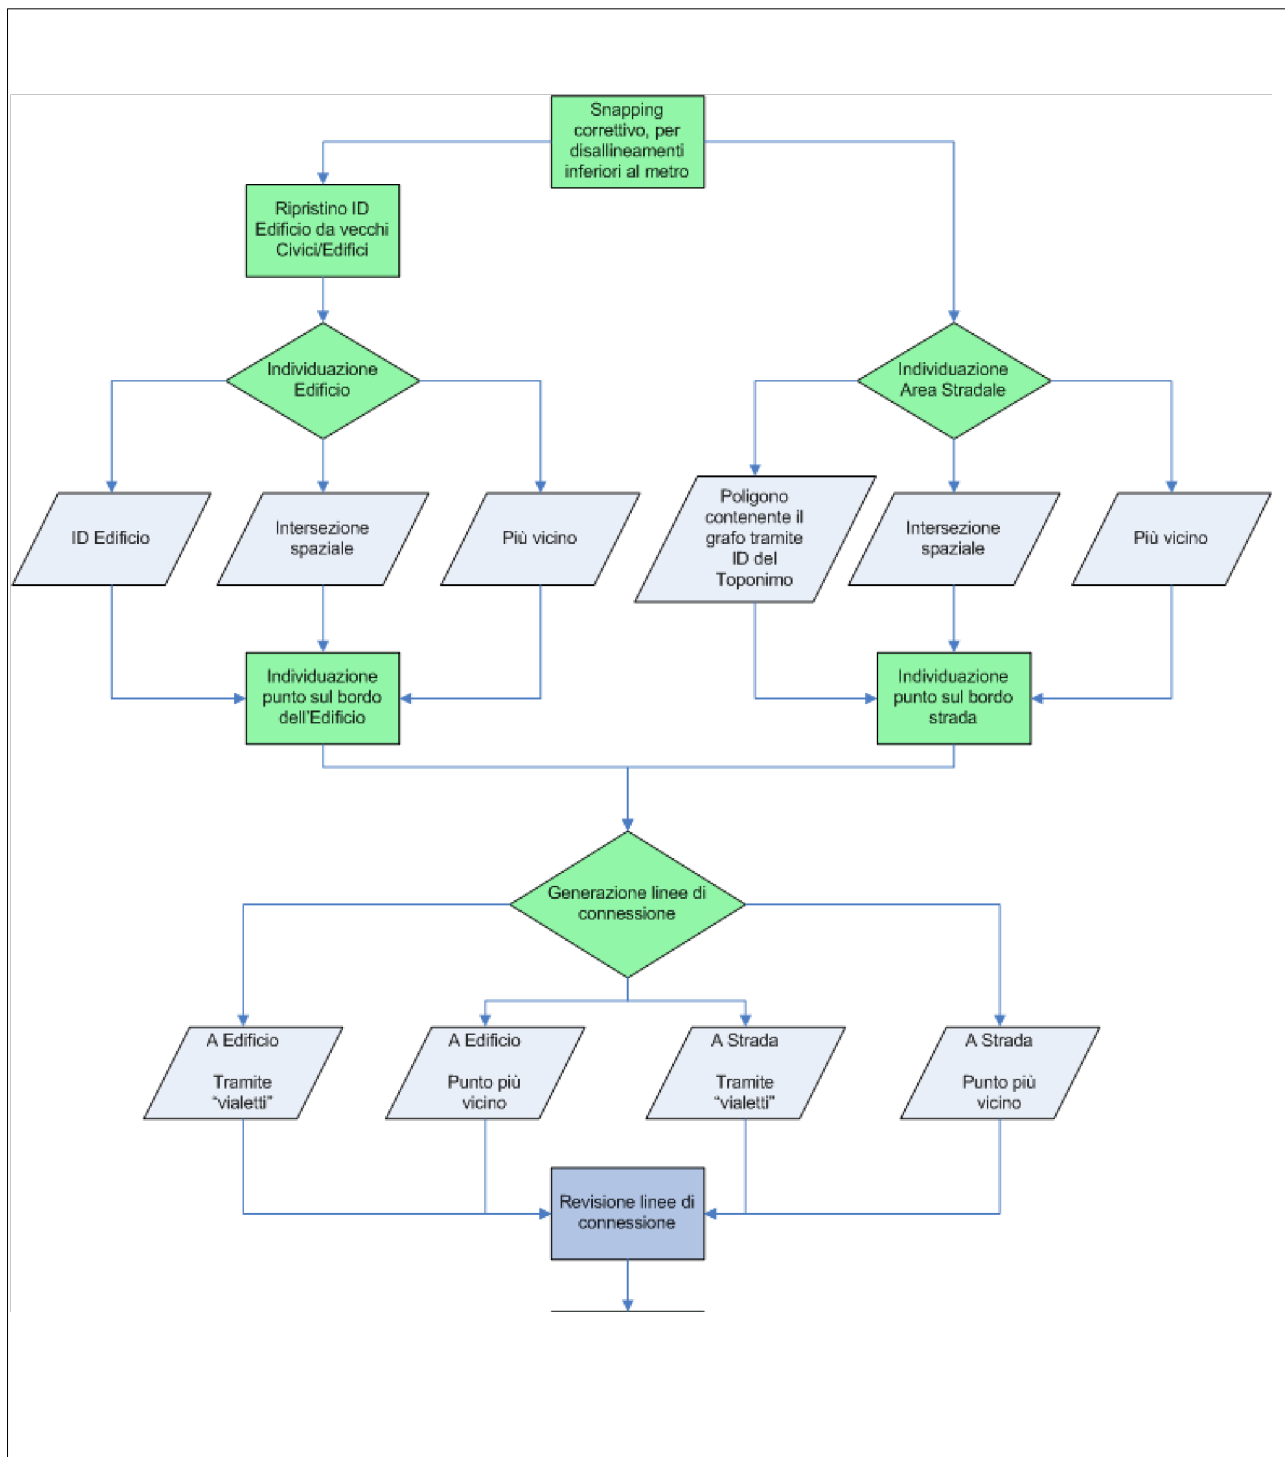 Snapping
correttivo, per
disallineamenti
inferiori al metro
Ripristino ID
Edificio da vecchi
Civici/Edifici
Individuazione
Edificio
Individuazione
Area Stradale
ID Edificio
Intersezione
spaziale
Più vicino
Poligono
contenente il
grafo tramite
ID del
Toponimo
Intersezione
spaziale
Più vicino
Individuazione
punto sul bordo
dell'Edificio
Individuazione
punto sul bordo
strada
Generazione linee di
connessione
A Edificio
Tramite
“vialetti”
A Edificio
Punto più
vicino
A Strada
Tramite
“vialetti”
A Strada
Punto più
vicino
Revisione linee di
connessione